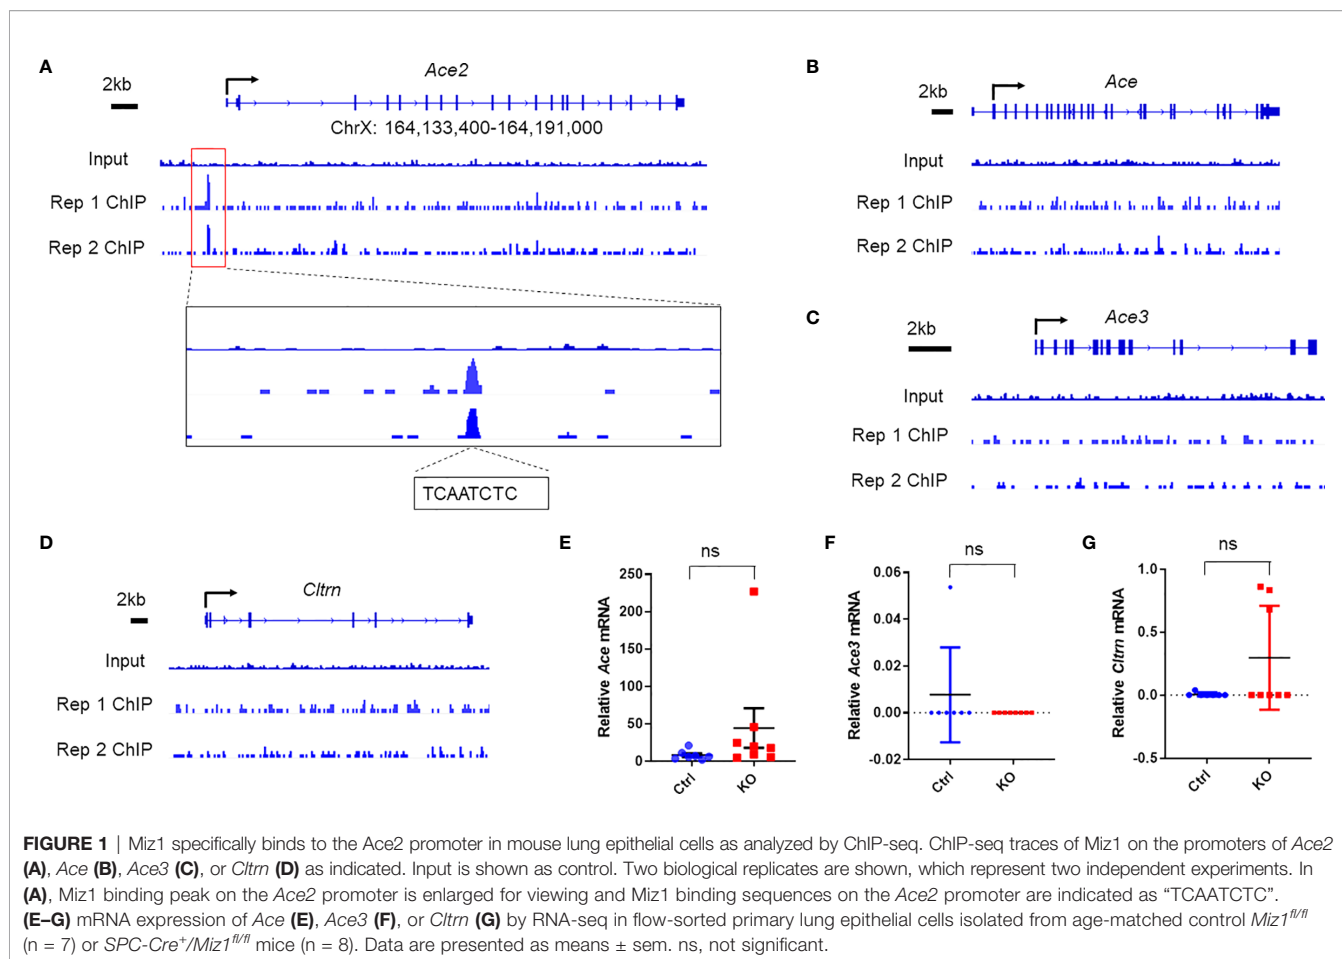 A
2kb
Ace2
ChrX: 164,133,400-164,191,000
Input
Rep 1 ChIP
Rep 2 ChIP
TCAATCTC
B
2kb
Ace
Input
Rep 1 ChIP
Rep 2 ChIP
C
2kb
Ace3
Input
Rep 1 ChIP
Rep 2 ChIP
D
2kb
Cltrn
Input
Rep 1 ChIP
Rep 2 ChIP
E
ns
Relative Ace mRNA
250
200
150
100
50
0
Ctrl
KO
F
ns
Relative Ace3 mRNA
0.06
0.04
0.02
0.00
-0.02
Ctrl
KO
G
ns
Relative Cltrn mRNA
1.0
0.5
0.0
-0.5
Ctrl
KO
FIGURE 1 | Miz1 specifically binds to the Ace2 promoter in mouse lung epithelial cells as analyzed by ChIP-seq. ChIP-seq traces of Miz1 on the promoters of Ace2
(A), Ace (B), Ace3 (C), or Cltrn (D) as indicated. Input is shown as control. Two biological replicates are shown, which represent two independent experiments. In
(A), Miz1 binding peak on the Ace2 promoter is enlarged for viewing and Miz1 binding sequences on the Ace2 promoter are indicated as “TCAATCTC”.
(E–G) mRNA expression of Ace (E), Ace3 (F), or Cltrn (G) by RNA-seq in flow-sorted primary lung epithelial cells isolated from age-matched control Miz1fl/fl
(n = 7) or SPC-Cre+/Miz1fl/fl mice (n = 8). Data are presented as means ± sem. ns, not significant.